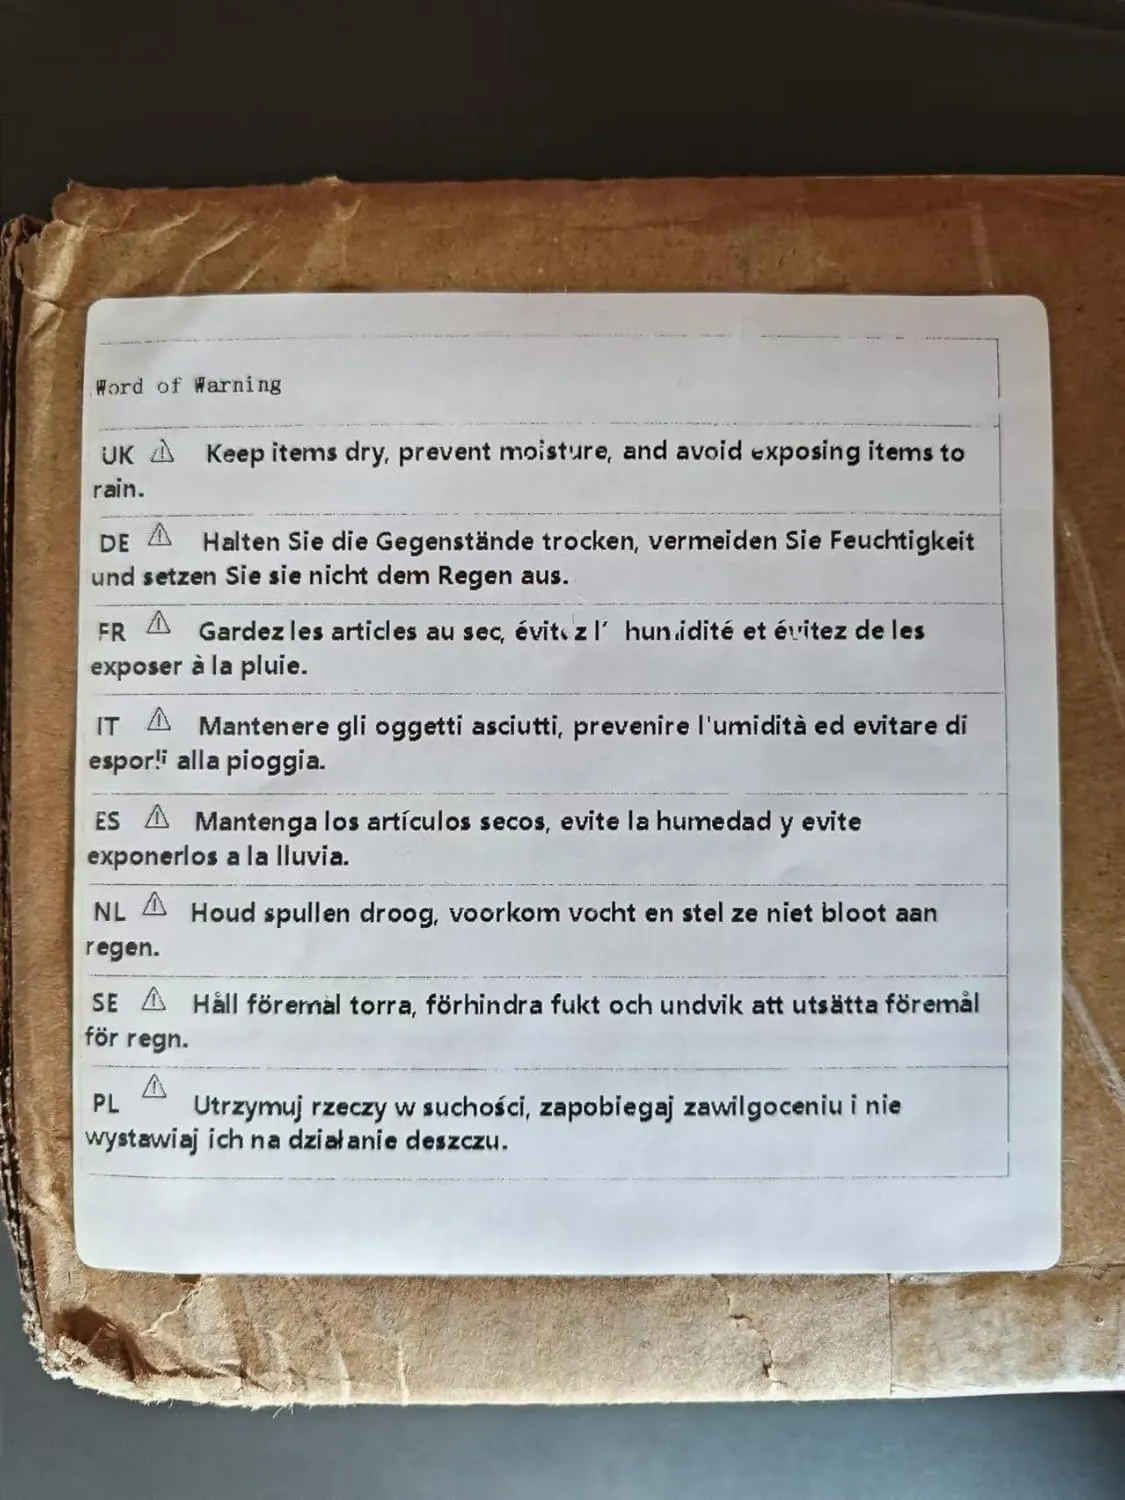 Word of Warning
UK ⚠ Keep items dry, prevent moisture, and avoid exposing items to
rain.
DE ⚠ Halten Sie die Gegenstände trocken, vermeiden Sie Feuchtigkeit
und setzen Sie sie nicht dem Regen aus.
FR ⚠ Gardez les articles au sec, évitez l’ humidité et évitez de les
exposer à la pluie.
IT ⚠ Mantenere gli oggetti asciutti, prevenire l'umidità ed evitare di
esporli alla pioggia.
ES ⚠ Mantenga los artículos secos, evite la humedad y evite
exponerlos a la lluvia.
NL ⚠ Houd spullen droog, voorkom vocht en stel ze niet bloot aan
regen.
SE ⚠ Håll föremål torra, förhindra fukt och undvik att utsätta föremål
för regn.
PL ⚠ Utrzymuj rzeczy w suchości, zapobiegaj zawilgoceniu i nie
wystawiaj ich na działanie deszczu.